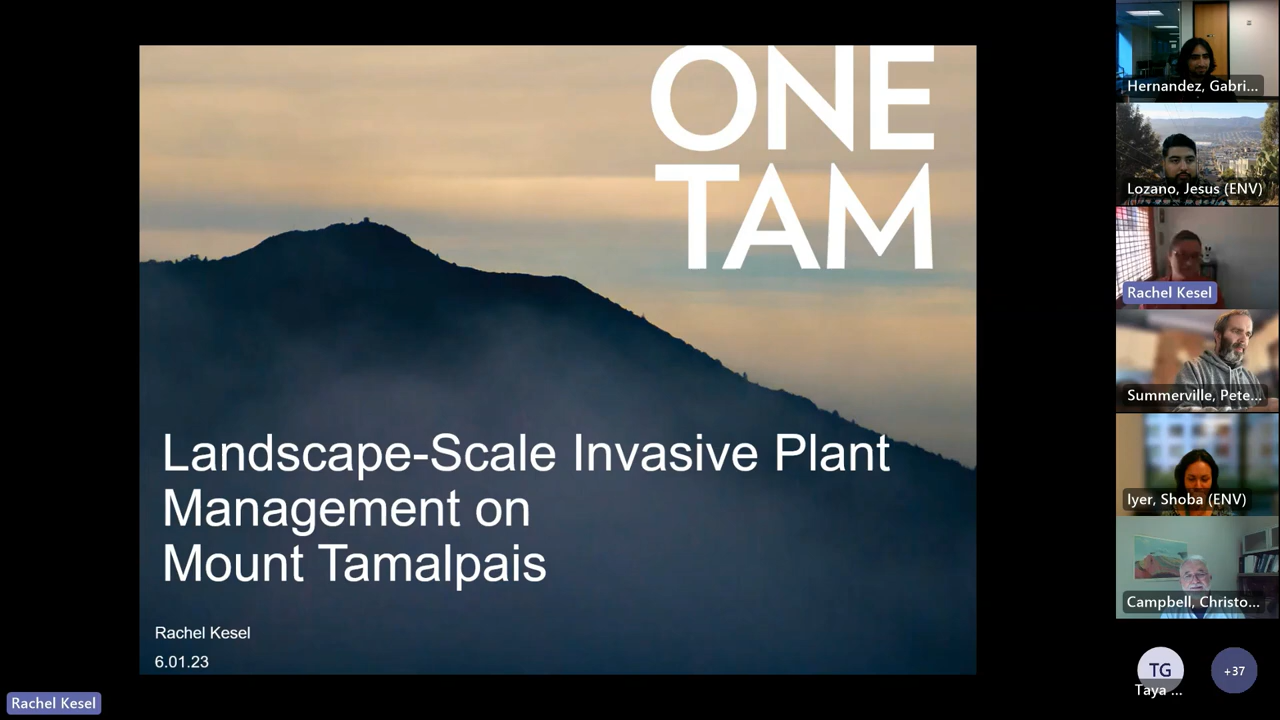 ONE
TAM
Landscape-Scale Invasive Plant
Management on
Mount Tamalpais
Rachel Kesel
6.01.23
Rachel Kesel
Hernandez, Gabri...
Lozano, Jesus (ENV)
Rachel Kesel
Summerville, Pete...
Iyer, Shoba (ENV)
Campbell, Christo...
TG
Taya ...
+37